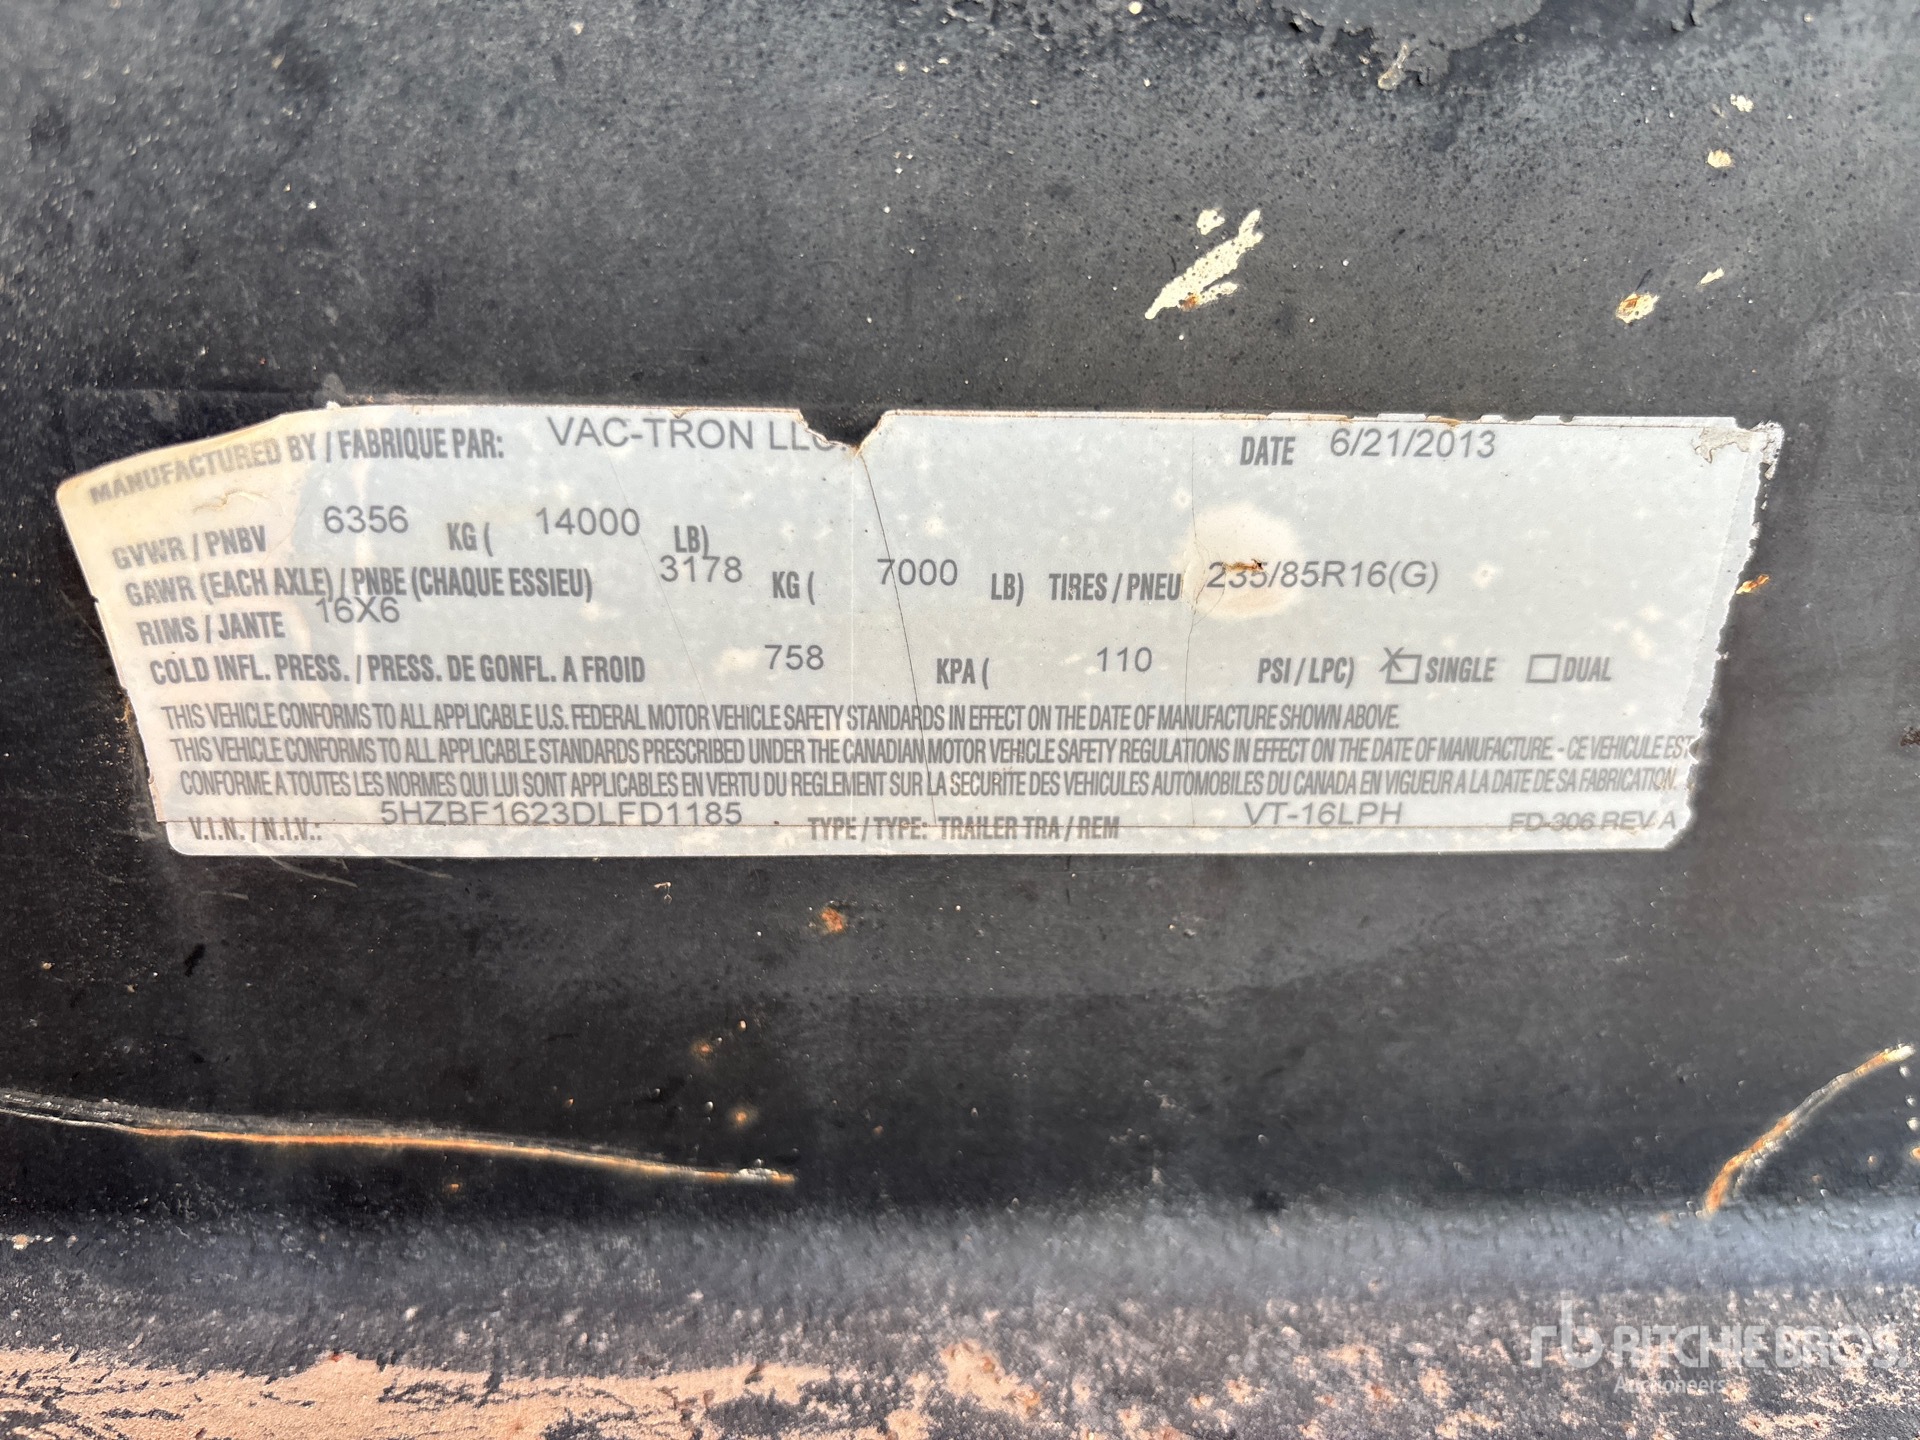 MANUFACTURED BY / FABRIQUE PAR: VAC-TRON LLC. DATE 6/21/2013
GVWR / PNBV 6356 KG ( 14000 LB)
GAWR (EACH AXLE) / PNBE (CHAQUE ESSIEU) 3178 KG ( 7000 LB) TIRES / PNEU 235/85R16(G)
RIMS / JANTE 16X6
COLD INFL. PRESS. / PRESS. DE GONFL. A FROID 758 KPA ( 110 PSI / LPC) X SINGLE DUAL
THIS VEHICLE CONFORMS TO ALL APPLICABLE U.S. FEDERAL MOTOR VEHICLE SAFETY STANDARDS IN EFFECT ON THE DATE OF MANUFACTURE SHOWN ABOVE.
THIS VEHICLE CONFORMS TO ALL APPLICABLE STANDARDS PRESCRIBED UNDER THE CANADIAN MOTOR VEHICLE SAFETY REGULATIONS IN EFFECT ON THE DATE OF MANUFACTURE. - CE VEHICULE EST
CONFORME A TOUTES LES NORMES QUI LUI SONT APPLICABLES EN VERTU DU REGLEMENT SUR LA SECURITE DES VEHICULES AUTOMOBILES DU CANADA EN VIGUEUR A LA DATE DE SA FABRICATION.
V.I.N. / N.I.V.: 5HZBF1623DLFD1185 TYPE / TYPE: TRAILER TRA / REM VT-16LPH FD-306 REV A
rb RITCHIE BROS.
Auctioneers